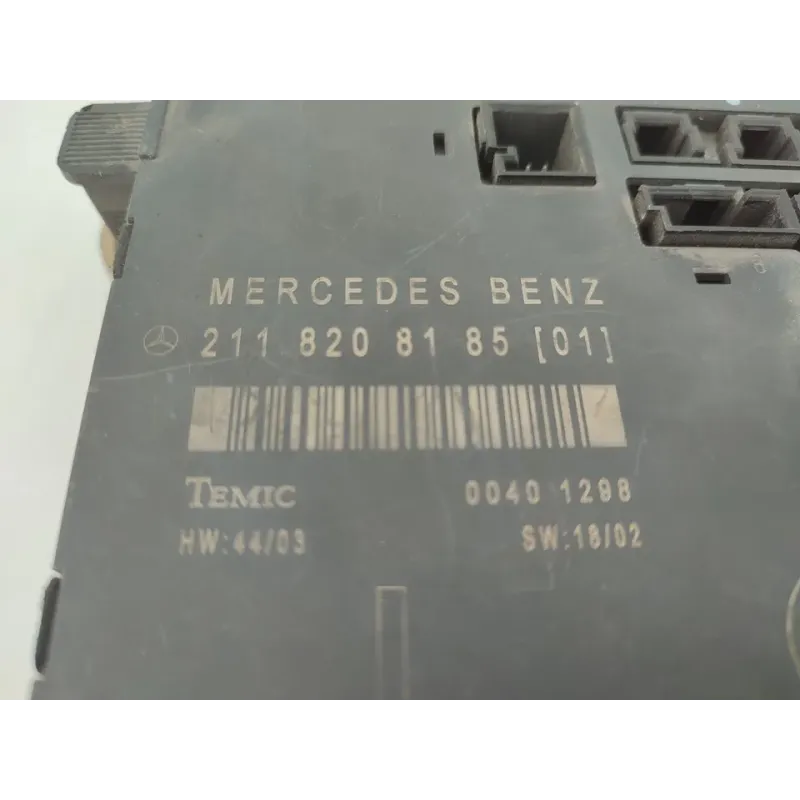 MERCEDES BENZ
211 820 81 85 [01]
TEMIC 0040 1298
HW:44/03 SW:18/02